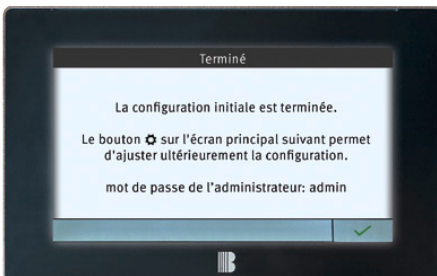 Terminé
La configuration initiale est terminée.
Le bouton sur l'écran principal suivant permet
d'ajuster ultérieurement la configuration.
mot de passe de l’administrateur: admin